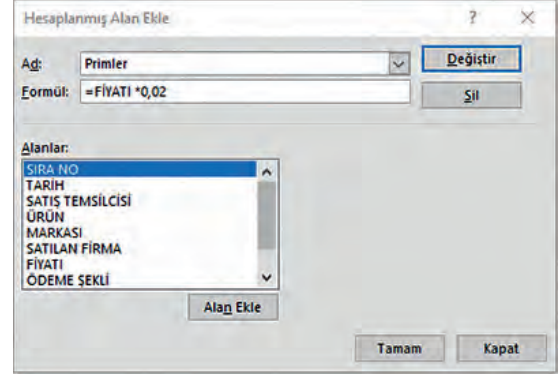 Hesaplanmış Alan Ekle ? ×
Ad: Primler Değiştir
Formül: =FİYATI *0,02 Sil
Alanlar:
SIRA NO
TARİH
SATIŞ TEMSİLCİSİ
ÜRÜN
MARKASI
SATILAN FİRMA
FİYATI
ÖDEME ŞEKLİ
Alan Ekle
Tamam Kapat